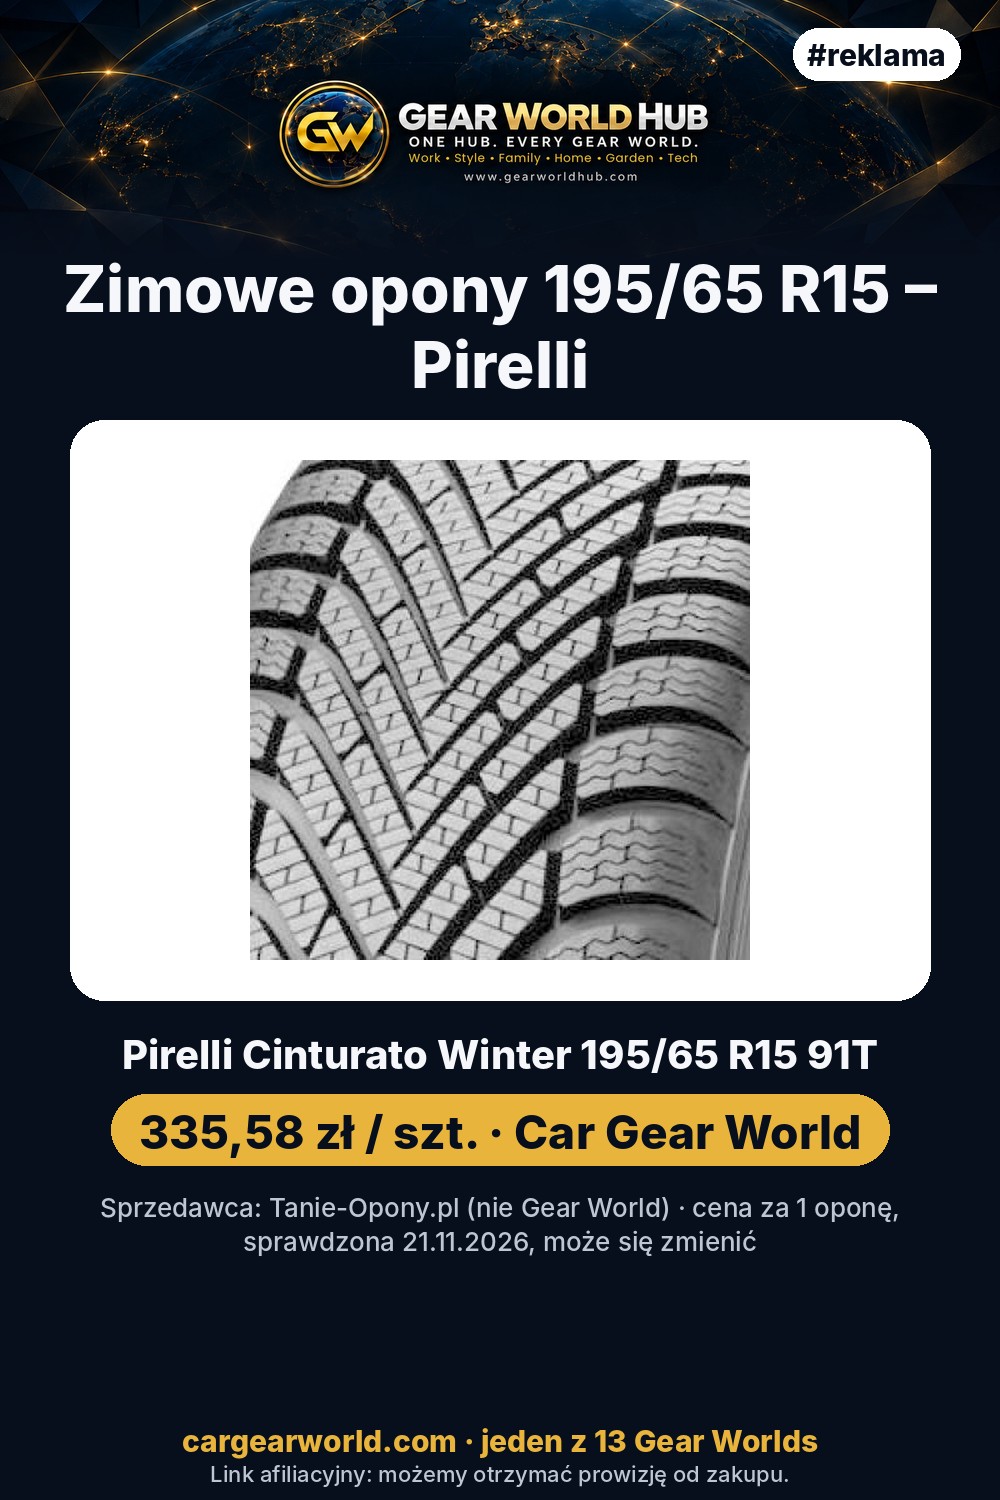 #reklama
GW
GEAR WORLD HUB
ONE HUB. EVERY GEAR WORLD.
Work • Style • Family • Home • Garden • Tech
www.gearworldhub.com
Zimowe opony 195/65 R15 –
Pirelli
Pirelli Cinturato Winter 195/65 R15 91T
335,58 zł / szt. · Car Gear World
Sprzedawca: Tanie-Opony.pl (nie Gear World) · cena za 1 oponę,
sprawdzona 21.11.2026, może się zmienić
cargearworld.com · jeden z 13 Gear Worlds
Link afiliacyjny: możemy otrzymać prowizję od zakupu.